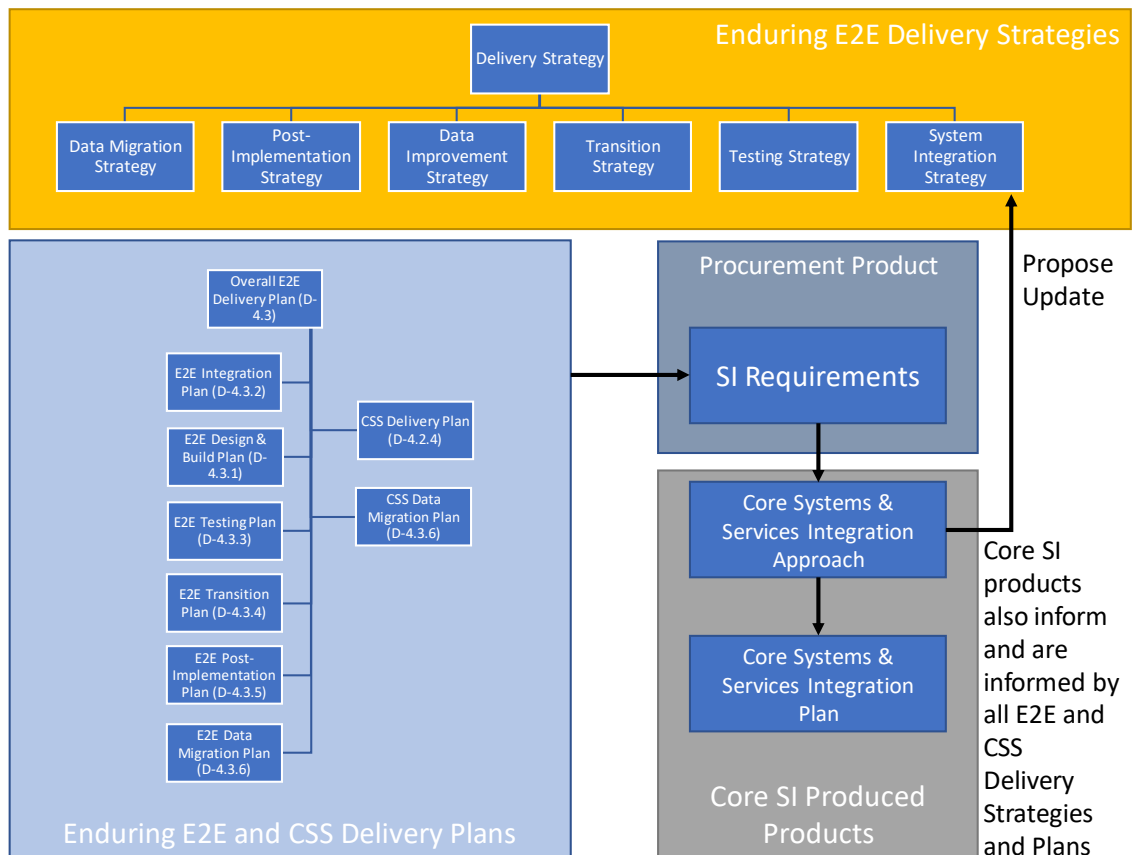 Enduring E2E Delivery Strategies
Delivery Strategy
Data Migration
Strategy
Post-
Implementation
Strategy
Data
Improvement
Strategy
Transition
Strategy
Testing Strategy
System
Integration
Strategy
Overall E2E
Delivery Plan (D-
4.3)
E2E Integration
Plan (D-4.3.2)
CSS Delivery Plan
(D-4.2.4)
E2E Design &
Build Plan (D-
4.3.1)
CSS Data
Migration Plan
(D-4.3.6)
E2E Testing Plan
(D-4.3.3)
E2E Transition
Plan (D-4.3.4)
E2E Post-
Implementation
Plan (D-4.3.5)
E2E Data
Migration Plan
(D-4.3.6)
Enduring E2E and CSS Delivery Plans
Procurement Product
SI Requirements
Core Systems &
Services Integration
Approach
Core Systems &
Services Integration
Plan
Core SI Produced
Products
Propose
Update
Core SI
products
also inform
and are
informed by
all E2E and
CSS
Delivery
Strategies
and Plans